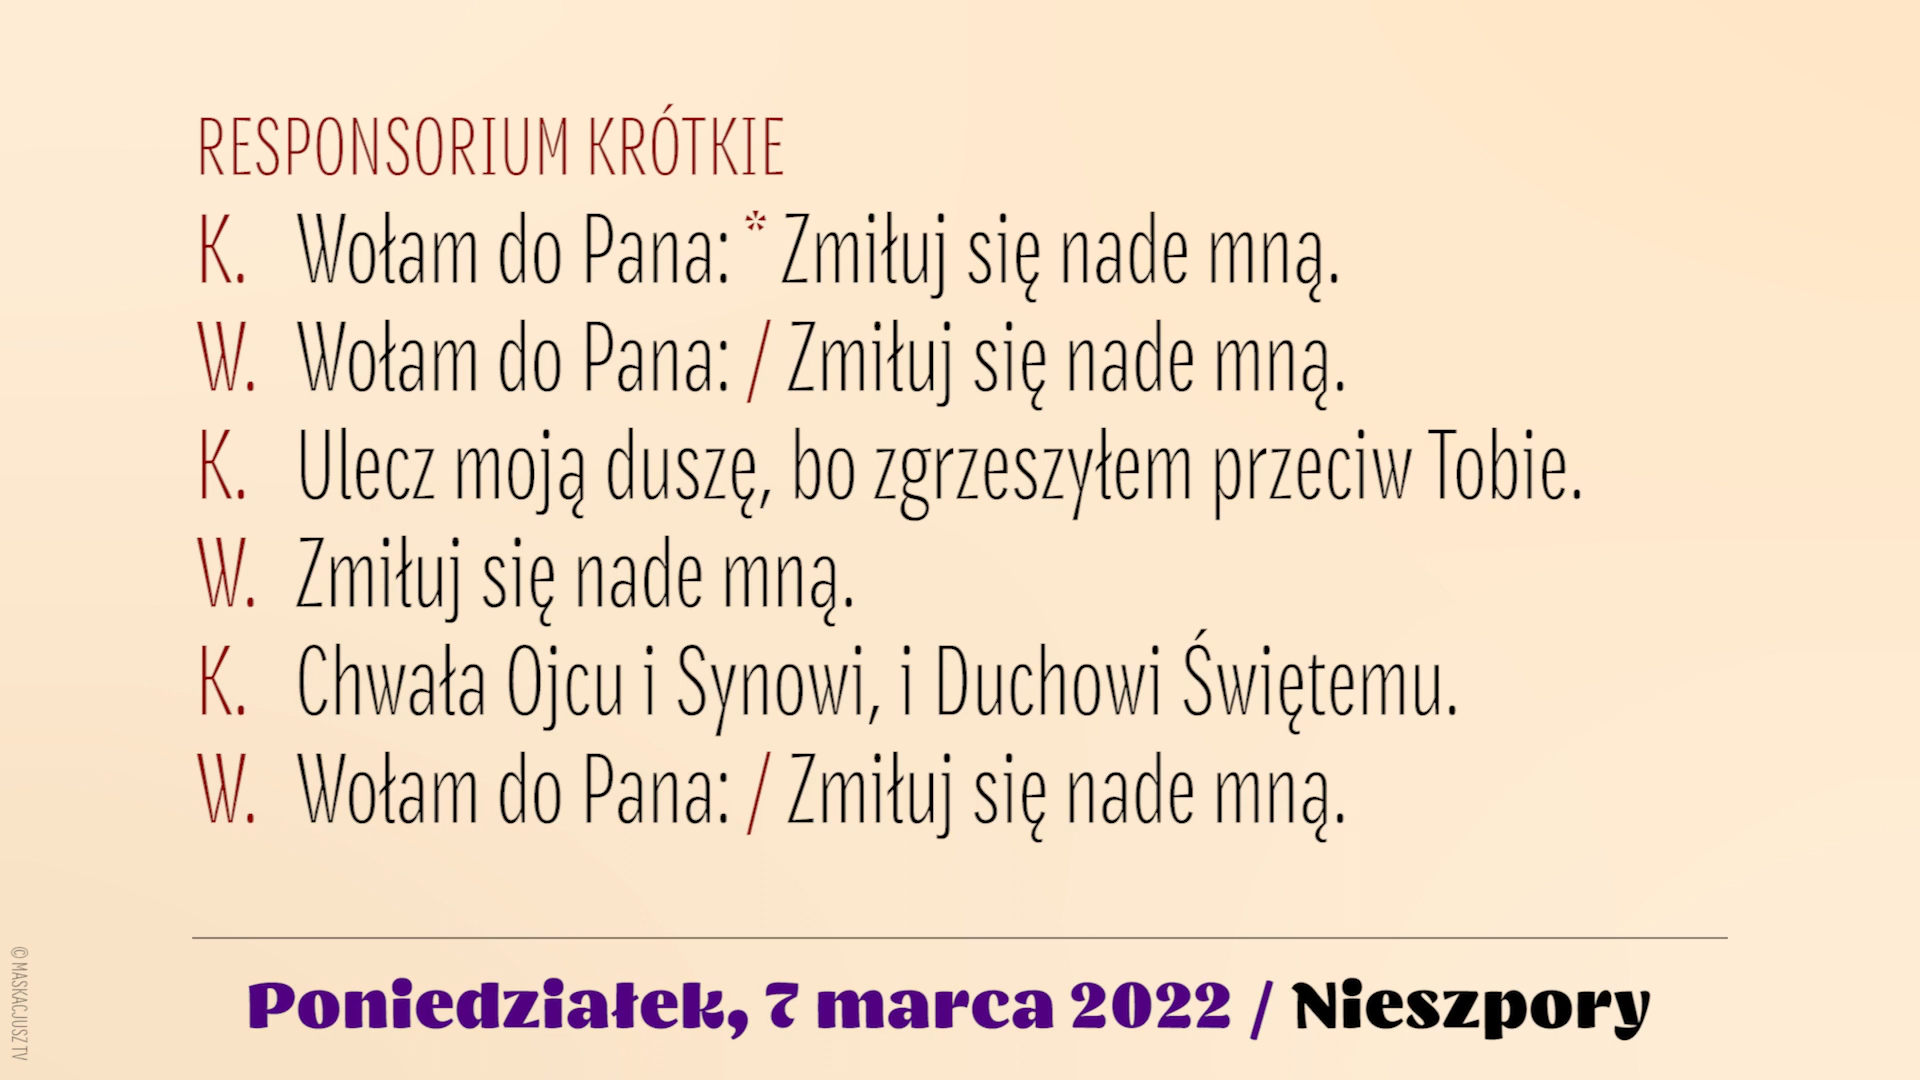 RESPONSORIUM KRÓTKIE
K. Wołam do Pana: * Zmiłuj się nade mną.
W. Wołam do Pana: / Zmiłuj się nade mną.
K. Ulecz moją duszę, bo zgrzeszyłem przeciw Tobie.
W. Zmiłuj się nade mną.
K. Chwała Ojcu i Synowi, i Duchowi Świętemu.
W. Wołam do Pana: / Zmiłuj się nade mną.
Poniedziałek, 7 marca 2022 / Nieszpory
© MASKACJUSZ TV